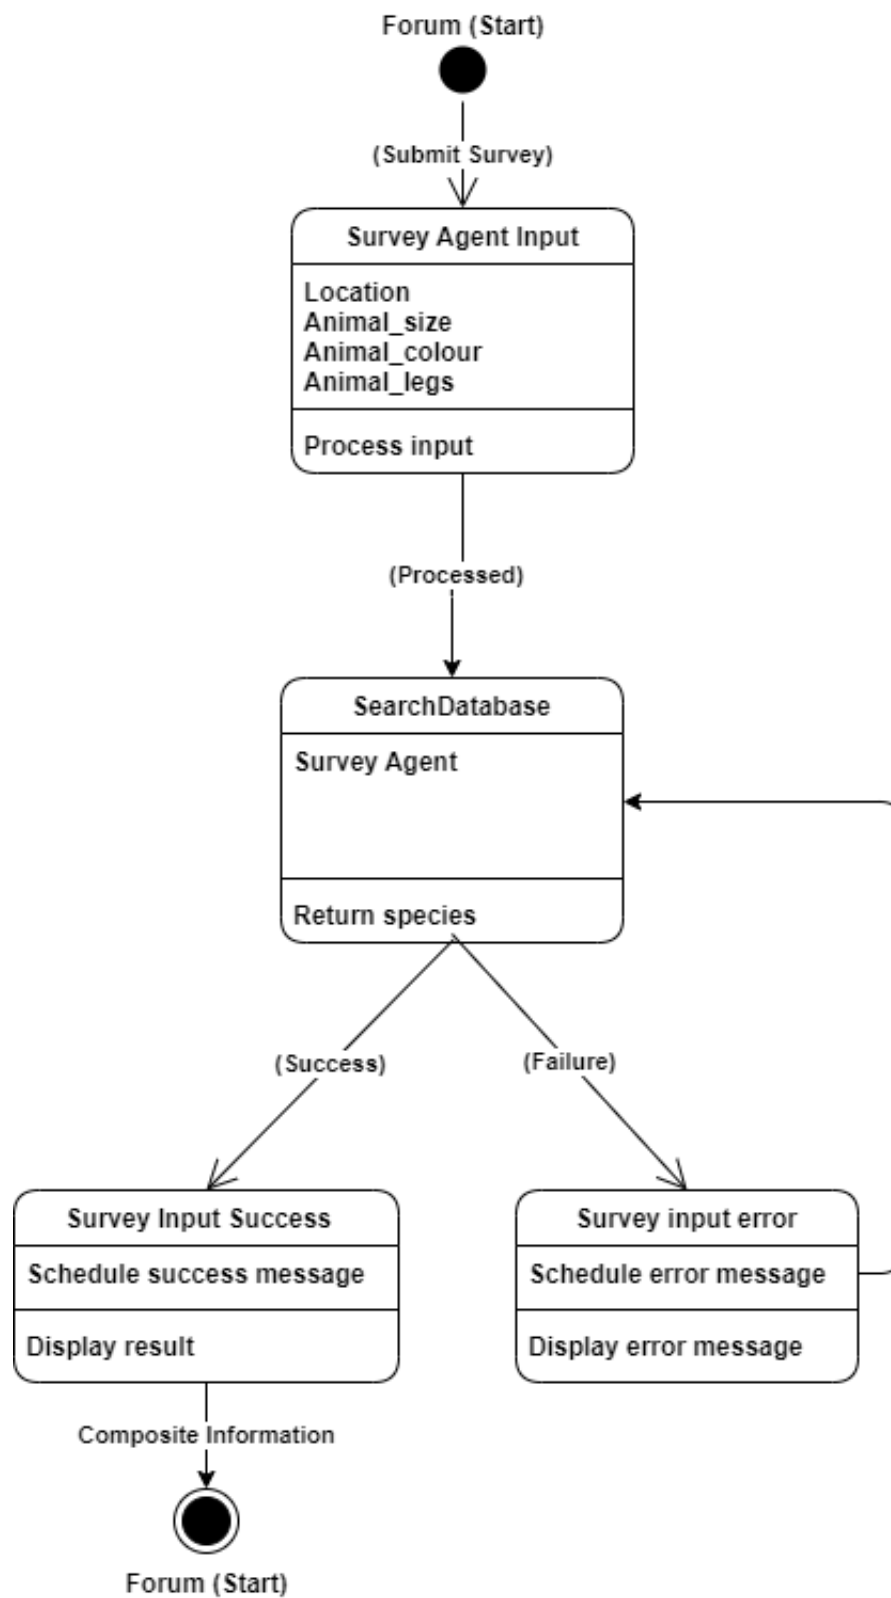 Forum (Start)
(Submit Survey)
Survey Agent Input
Location
Animal_size
Animal_colour
Animal_legs
Process input
(Processed)
SearchDatabase
Survey Agent
Return species
(Success)
(Failure)
Survey Input Success
Schedule success message
Display result
Survey input error
Schedule error message
Display error message
Composite Information
Forum (Start)